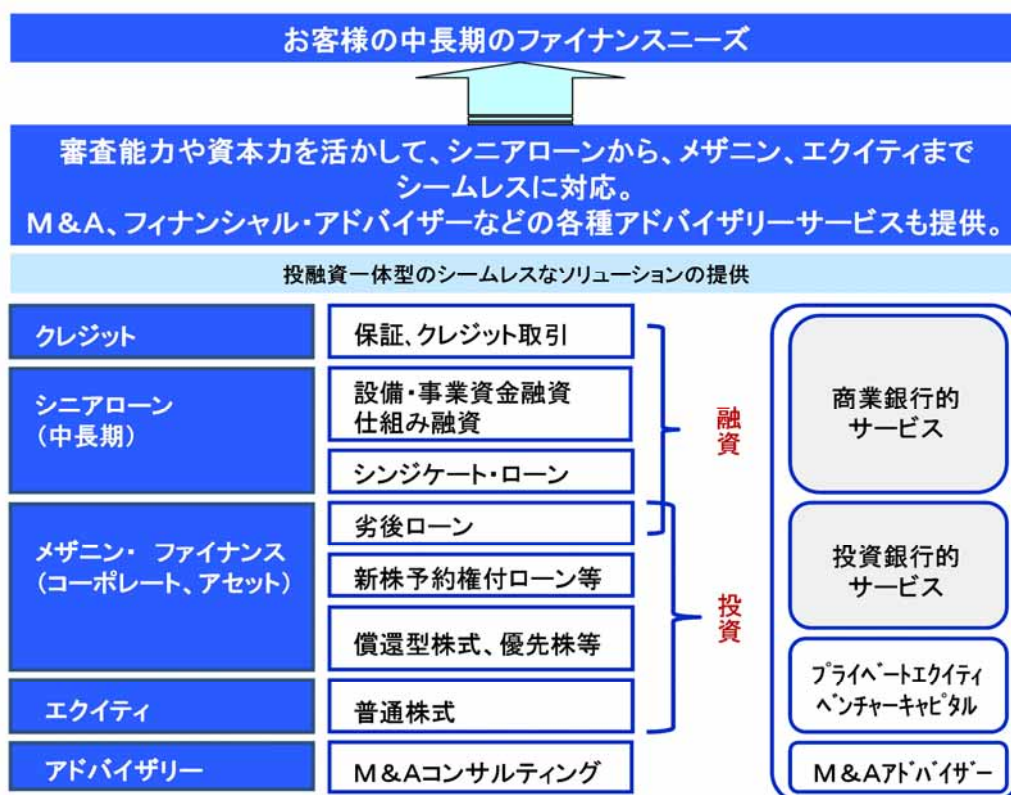 お客様の中長期のファイナンスニーズ
審査能力や資本力を活かして、シニアローンから、メザニン、エクイティまで
シームレスに対応。
M&A、フィナンシャル・アドバイザーなどの各種アドバイザリーサービスも提供。
投融資一体型のシームレスなソリューションの提供
クレジット
保証、クレジット取引
シニアローン
（中長期）
設備・事業資金融資
仕組み融資
シンジケート・ローン
融資
商業銀行的
サービス
メザニン・ ファイナンス
（コーポレート、アセット）
劣後ローン
新株予約権付ローン等
償還型株式、優先株等
投資
投資銀行的
サービス
エクイティ
普通株式
プライベートエクイティ
ベンチャーキャピタル
アドバイザリー
M&Aコンサルティング
M&Aアドバイザー